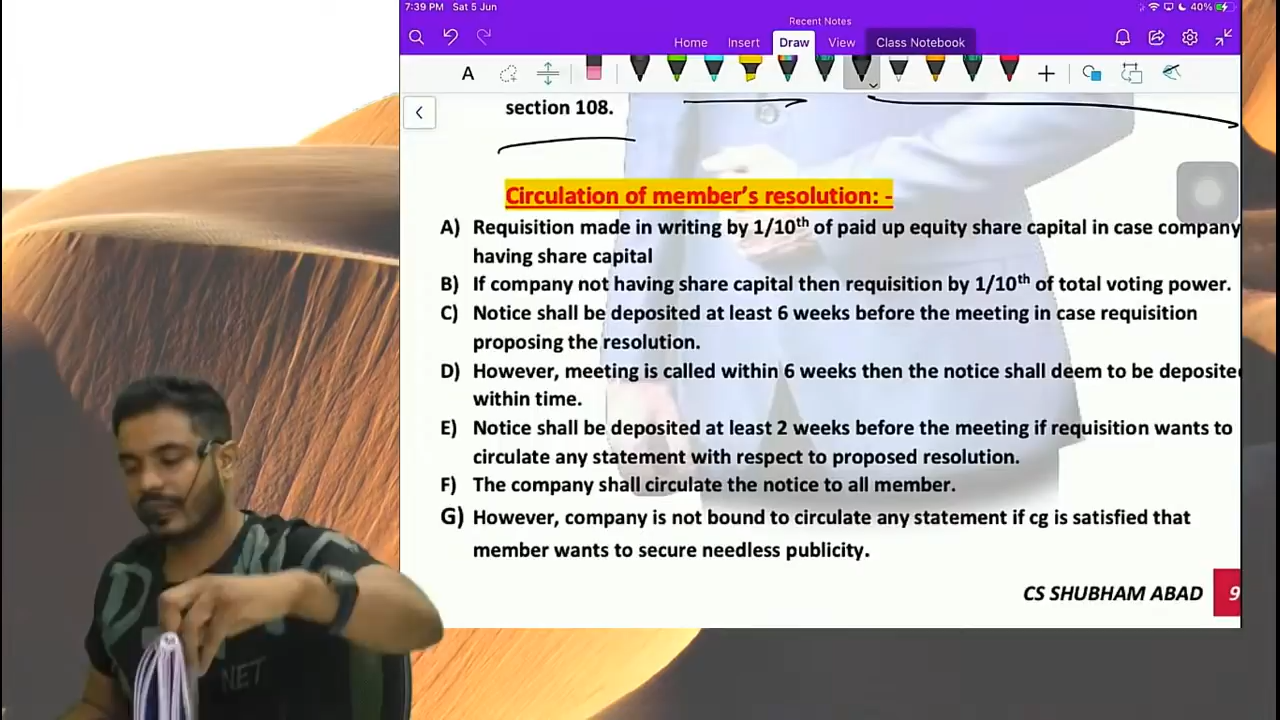 7:39 PM Sat 5 Jun
40%
Recent Notes
Home Insert Draw View Class Notebook
A
section 108.
Circulation of member's resolution: -
A) Requisition made in writing by 1/10th of paid up equity share capital in case company
having share capital
B) If company not having share capital then requisition by 1/10th of total voting power.
C) Notice shall be deposited at least 6 weeks before the meeting in case requisition
proposing the resolution.
D) However, meeting is called within 6 weeks then the notice shall deem to be deposite
within time.
E) Notice shall be deposited at least 2 weeks before the meeting if requisition wants to
circulate any statement with respect to proposed resolution.
F) The company shall circulate the notice to all member.
G) However, company is not bound to circulate any statement if cg is satisfied that
member wants to secure needless publicity.
CS SHUBHAM ABAD 9
NET